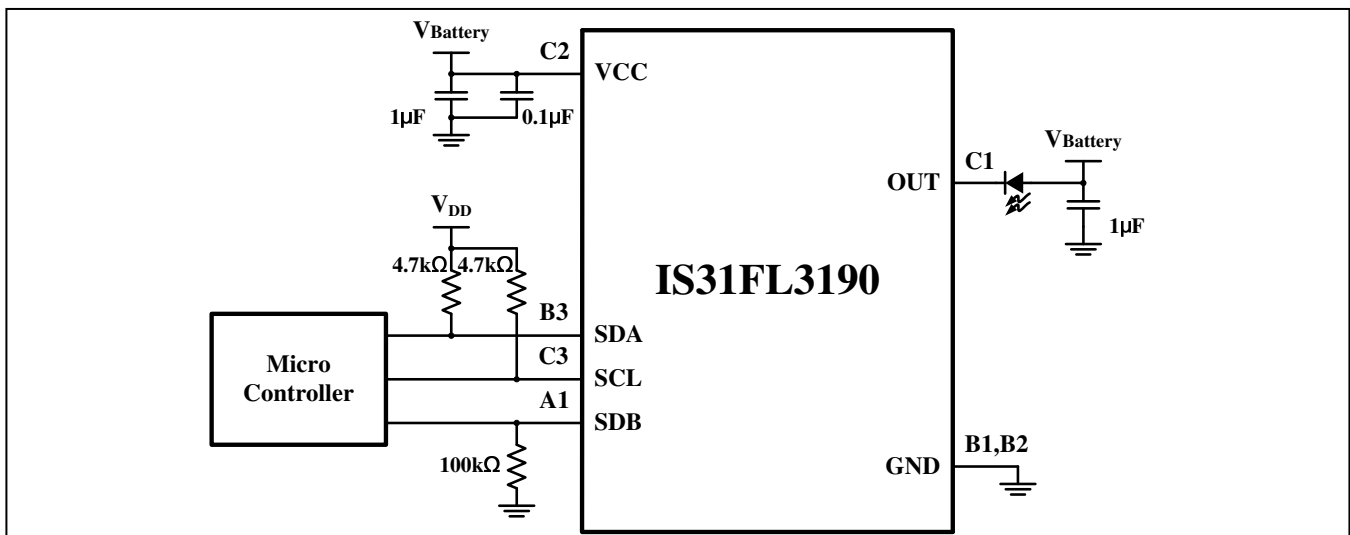 VBattery
C2
VCC
1µF
0.1µF
VBattery
C1
OUT
1µF
VDD
4.7kΩ 4.7kΩ
IS31FL3190
B3
SDA
Micro
Controller
C3
SCL
A1
SDB
B1,B2
GND
100kΩ